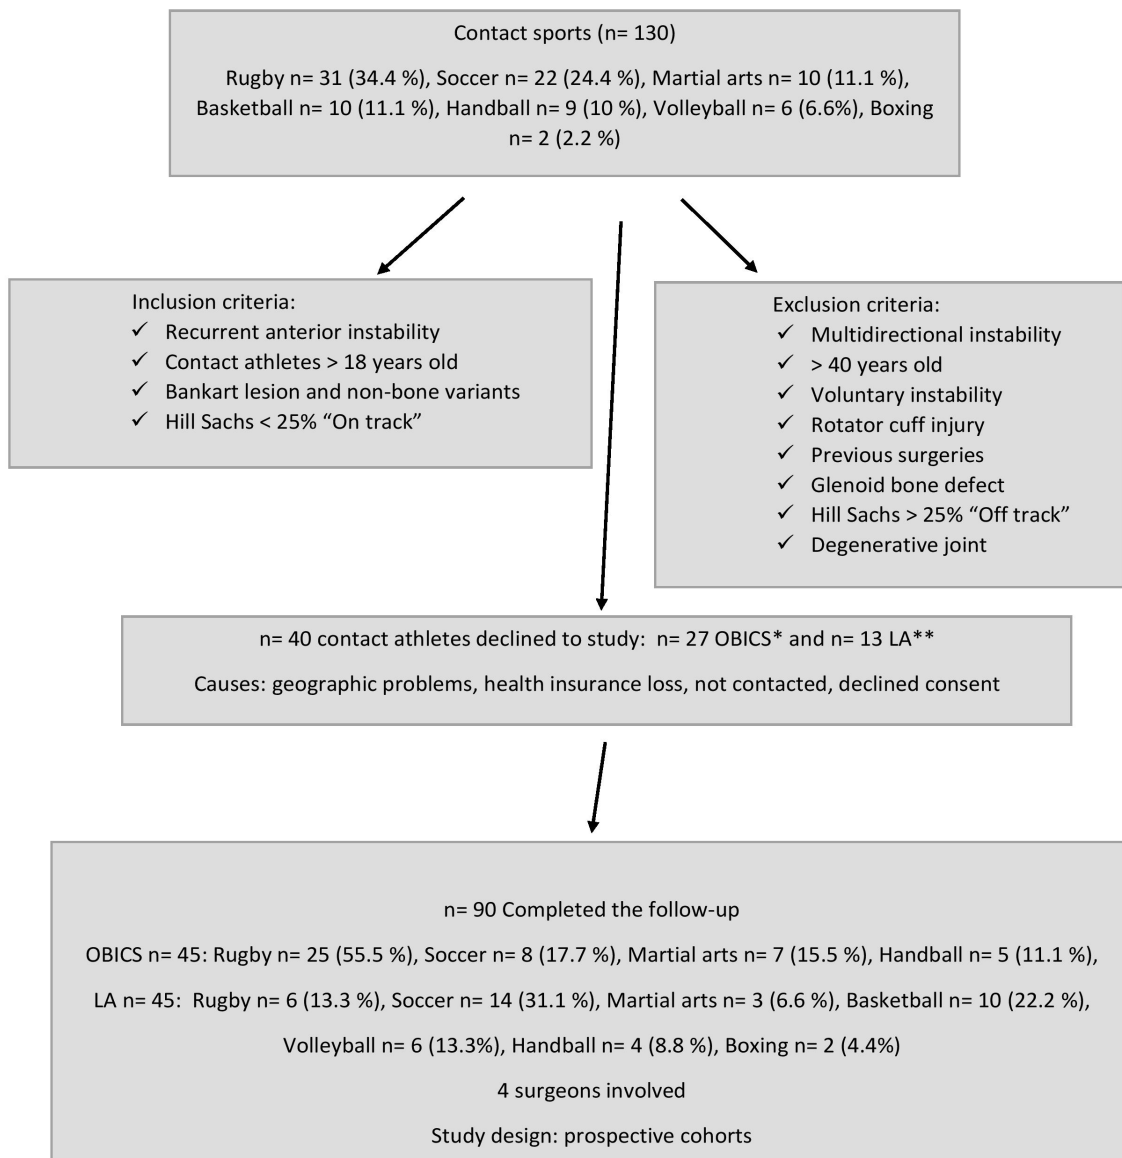 Contact sports (n= 130)
Rugby n= 31 (34.4 %), Soccer n= 22 (24.4 %), Martial arts n= 10 (11.1 %),
Basketball n= 10 (11.1 %), Handball n= 9 (10 %), Volleyball n= 6 (6.6%), Boxing
n= 2 (2.2 %)
Inclusion criteria:
✓ Recurrent anterior instability
✓ Contact athletes > 18 years old
✓ Bankart lesion and non-bone variants
✓ Hill Sachs < 25% “On track”
Exclusion criteria:
✓ Multidirectional instability
✓ > 40 years old
✓ Voluntary instability
✓ Rotator cuff injury
✓ Previous surgeries
✓ Glenoid bone defect
✓ Hill Sachs > 25% “Off track”
✓ Degenerative joint
n= 40 contact athletes declined to study:  n= 27 OBICS* and n= 13 LA**
Causes: geographic problems, health insurance loss, not contacted, declined consent
n= 90 Completed the follow-up
OBICS n= 45: Rugby n= 25 (55.5 %), Soccer n= 8 (17.7 %), Martial arts n= 7 (15.5 %), Handball n= 5 (11.1 %),
LA n= 45:  Rugby n= 6 (13.3 %), Soccer n= 14 (31.1 %), Martial arts n= 3 (6.6 %), Basketball n= 10 (22.2 %),
Volleyball n= 6 (13.3%), Handball n= 4 (8.8 %), Boxing n= 2 (4.4%)
4 surgeons involved
Study design: prospective cohorts